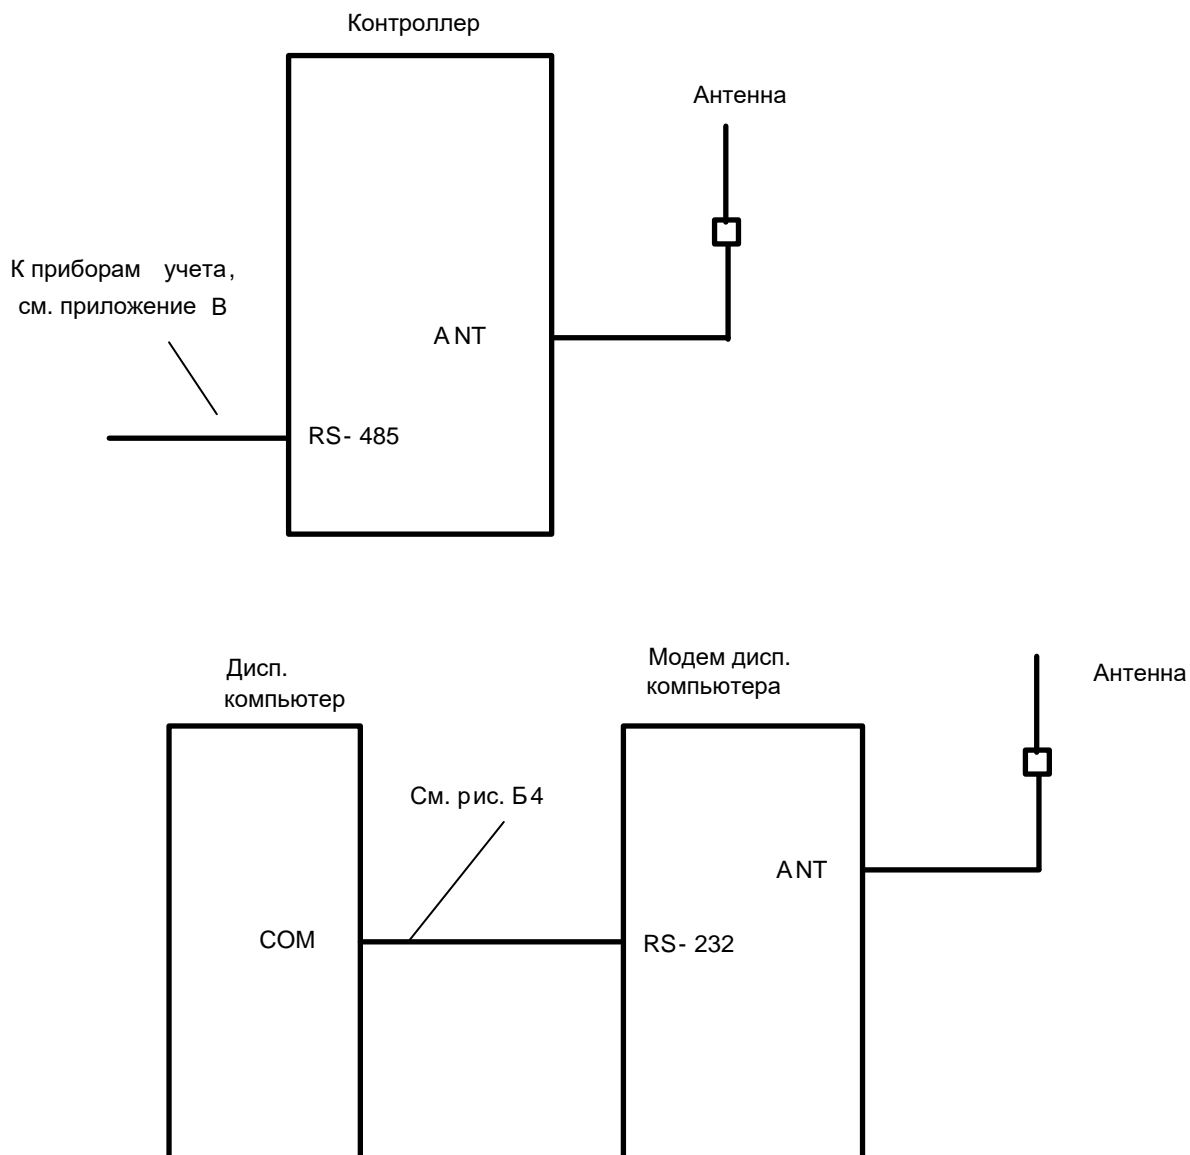 Контроллер
Антенна
К приборам учета,
см. приложение В
ANT
RS-485
Дисп.
компьютер
Модем дисп.
компьютера
Антенна
См. рис. Б4
ANT
COM
RS-232